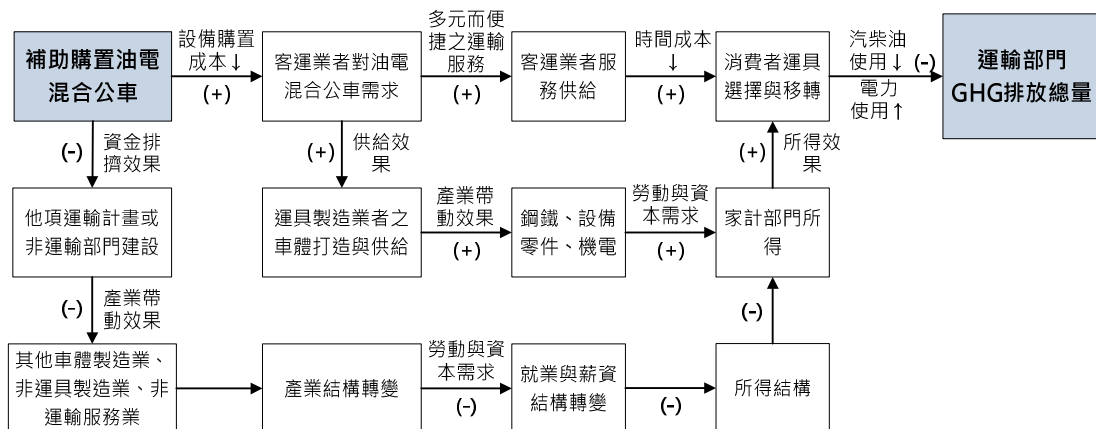 補助購置油電
混合公車
設備購置
成本↓
(+)
客運業者對油電
混合公車需求
多元而便
捷之運輸
服務
(+)
客運業者服
務供給
時間成本
↓
(+)
消費者運具
選擇與移轉
汽柴油
使用↓
(-)
電力
使用↑
運輸部門
GHG排放總量
(-)
資金排
擠效果
(+)
供給效
果
(+)
所得效
果
他項運輸計畫或
非運輸部門建設
運具製造業者之
車體打造與供給
產業帶
動效果
(+)
鋼鐵、設備
零件、機電
勞動與資
本需求
(+)
家計部門所
得
(-)
產業帶
動效果
(-)
其他車體製造業、
非運具製造業、非
運輸服務業
產業結構轉變
勞動與資
本需求
(-)
就業與薪資
結構轉變
(-)
所得結構